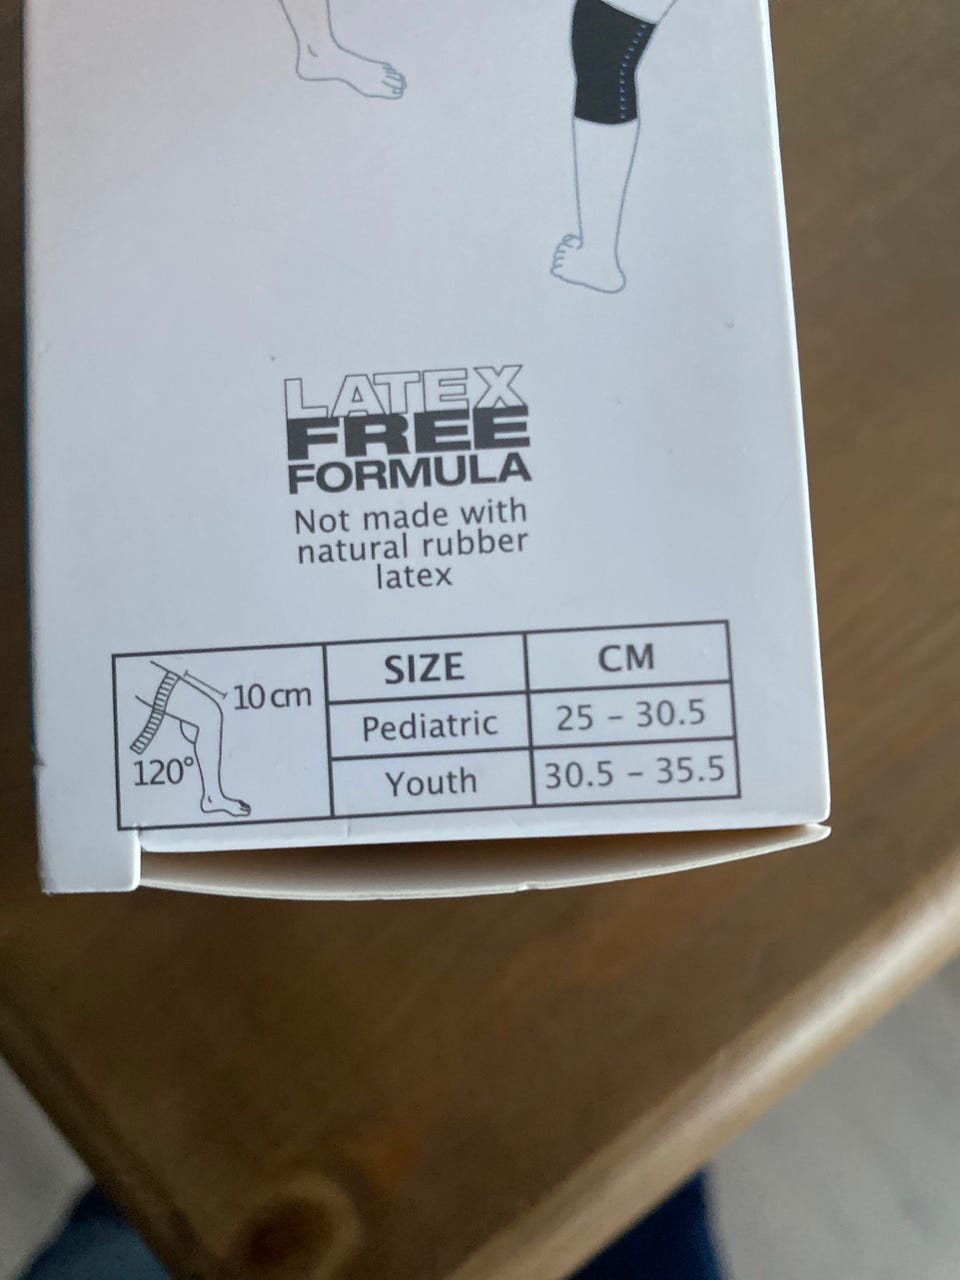 LATEX
FREE
FORMULA
Not made with
natural rubber
latex
10 cm
120°
SIZE CM
Pediatric 25 – 30.5
Youth 30.5 – 35.5